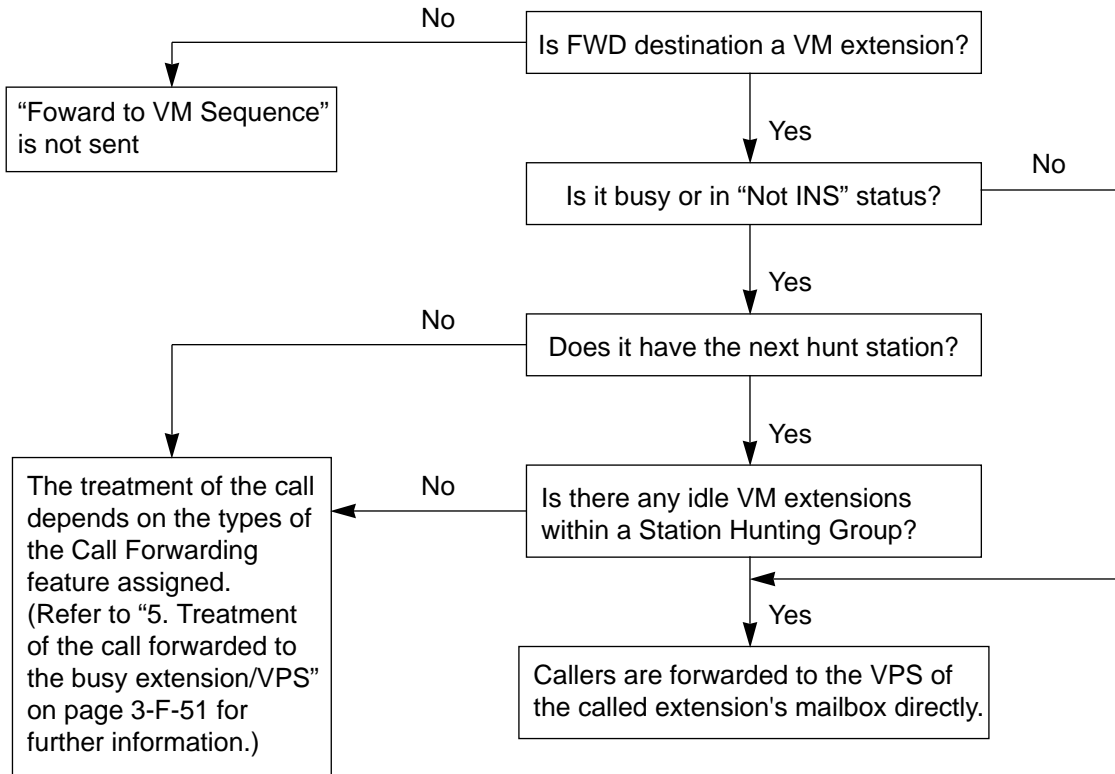 No
Is FWD destination a VM extension?
“Foward to VM Sequence”
is not sent
Yes
No
Is it busy or in “Not INS” status?
Yes
No
Does it have the next hunt station?
Yes
The treatment of the call
depends on the types of
the Call Forwarding
feature assigned.
(Refer to “5. Treatment
of the call forwarded to
the busy extension/VPS”
on page 3-F-51 for
further information.)
No
Is there any idle VM extensions
within a Station Hunting Group?
Yes
Callers are forwarded to the VPS of
the called extension's mailbox directly.